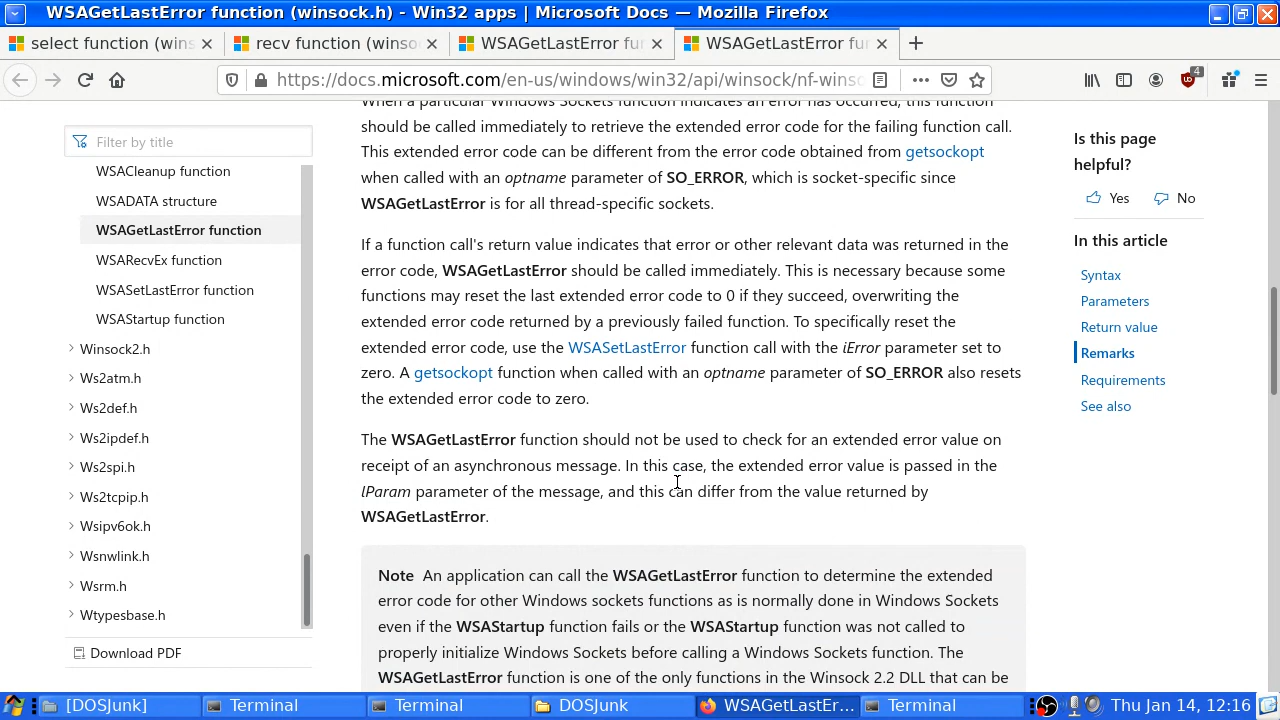 WSAGetLastError function (winsock.h) - Win32 apps | Microsoft Docs — Mozilla Firefox
select function (wins
recv function (winso
WSAGetLastError fu
WSAGetLastError fu
https://docs.microsoft.com/en-us/windows/win32/api/winsock/nf-winso
4
Filter by title
WSACleanup function
WSADATA structure
WSAGetLastError function
WSARecvEx function
WSASetLastError function
WSAStartup function
Winsock2.h
Ws2atm.h
Ws2def.h
Ws2ipdef.h
Ws2spi.h
Ws2tcpip.h
Wsipv6ok.h
Wsnwlink.h
Wsrm.h
Wtypesbase.h
Download PDF
When a particular Windows Sockets function indicates an error has occurred, this function
should be called immediately to retrieve the extended error code for the failing function call.
This extended error code can be different from the error code obtained from getsockopt
when called with an optname parameter of SO_ERROR, which is socket-specific since
WSAGetLastError is for all thread-specific sockets.
If a function call's return value indicates that error or other relevant data was returned in the
error code, WSAGetLastError should be called immediately. This is necessary because some
functions may reset the last extended error code to 0 if they succeed, overwriting the
extended error code returned by a previously failed function. To specifically reset the
extended error code, use the WSASetLastError function call with the iError parameter set to
zero. A getsockopt function when called with an optname parameter of SO_ERROR also resets
the extended error code to zero.
The WSAGetLastError function should not be used to check for an extended error value on
receipt of an asynchronous message. In this case, the extended error value is passed in the
lParam parameter of the message, and this can differ from the value returned by
WSAGetLastError.
Note An application can call the WSAGetLastError function to determine the extended
error code for other Windows sockets functions as is normally done in Windows Sockets
even if the WSAStartup function fails or the WSAStartup function was not called to
properly initialize Windows Sockets before calling a Windows Sockets function. The
WSAGetLastError function is one of the only functions in the Winsock 2.2 DLL that can be
Is this page
helpful?
Yes No
In this article
Syntax
Parameters
Return value
Remarks
Requirements
See also
[DOSJunk]
Terminal
Terminal
DOSJunk
WSAGetLastEr...
Terminal
Thu Jan 14, 12:16